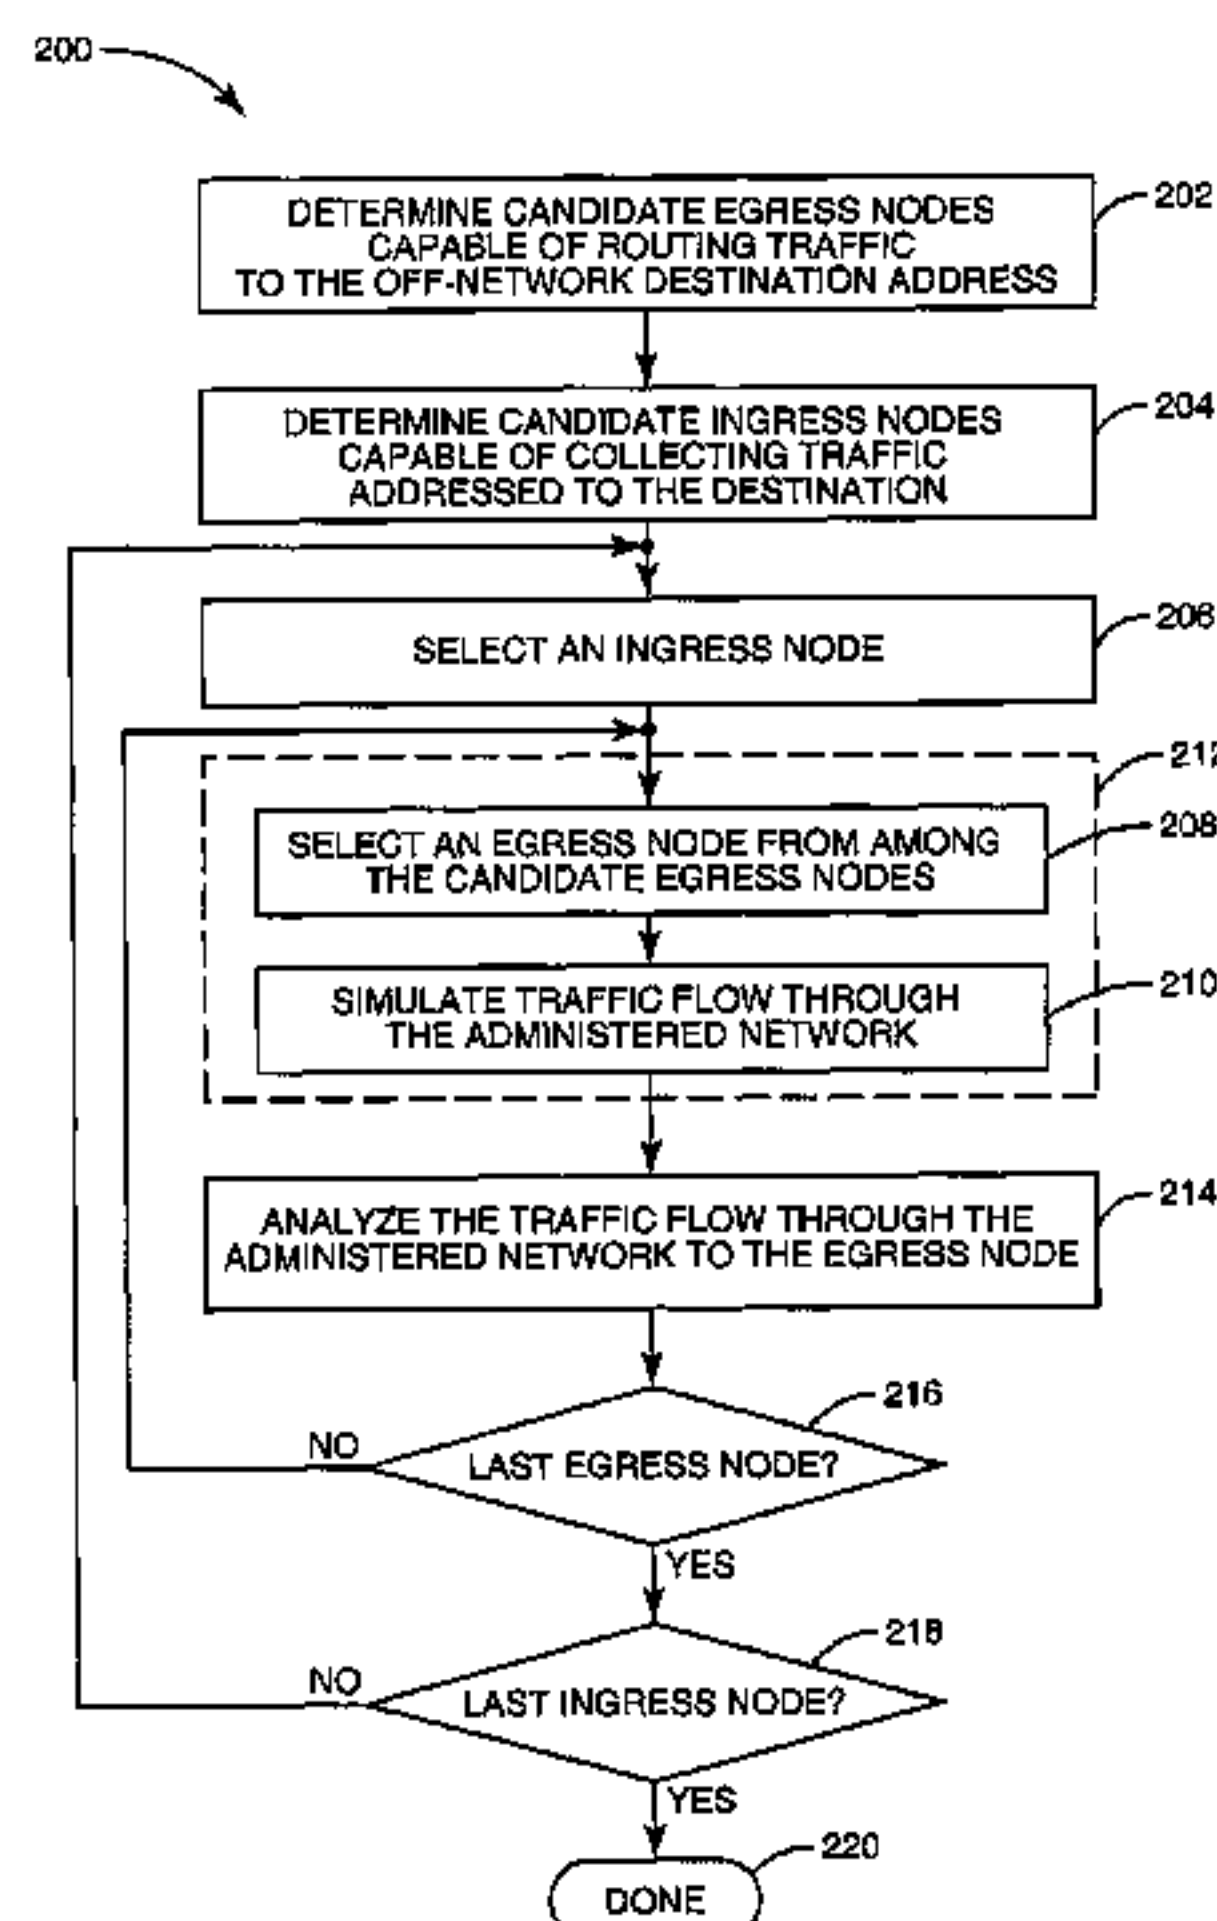 200
DETERMINE CANDIDATE EGRESS NODES
CAPABLE OF ROUTING TRAFFIC
TO THE OFF-NETWORK DESTINATION ADDRESS
202
DETERMINE CANDIDATE INGRESS NODES
CAPABLE OF COLLECTING TRAFFIC
ADDRESSED TO THE DESTINATION
204
SELECT AN INGRESS NODE
206
212
SELECT AN EGRESS NODE FROM AMONG
THE CANDIDATE EGRESS NODES
208
SIMULATE TRAFFIC FLOW THROUGH
THE ADMINISTERED NETWORK
210
ANALYZE THE TRAFFIC FLOW THROUGH THE
ADMINISTERED NETWORK TO THE EGRESS NODE
214
216
NO
LAST EGRESS NODE?
YES
218
NO
LAST INGRESS NODE?
YES
220
DONE